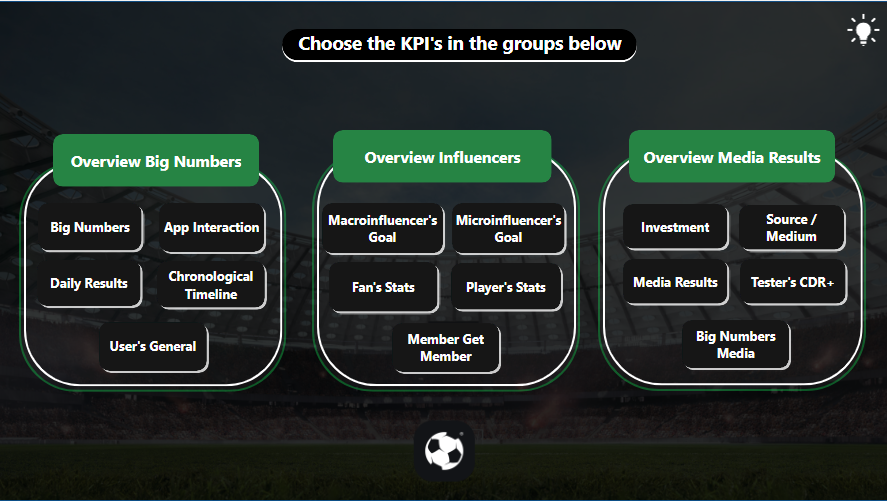 Choose the KPI's in the groups below
Overview Big Numbers
Big Numbers
App Interaction
Daily Results
Chronological
Timeline
User's General
Overview Influencers
Macroinfluencer's
Goal
Microinfluencer's
Goal
Fan's Stats
Player's Stats
Member Get
Member
Overview Media Results
Investment
Source /
Medium
Media Results
Tester's CDR+
Big Numbers
Media